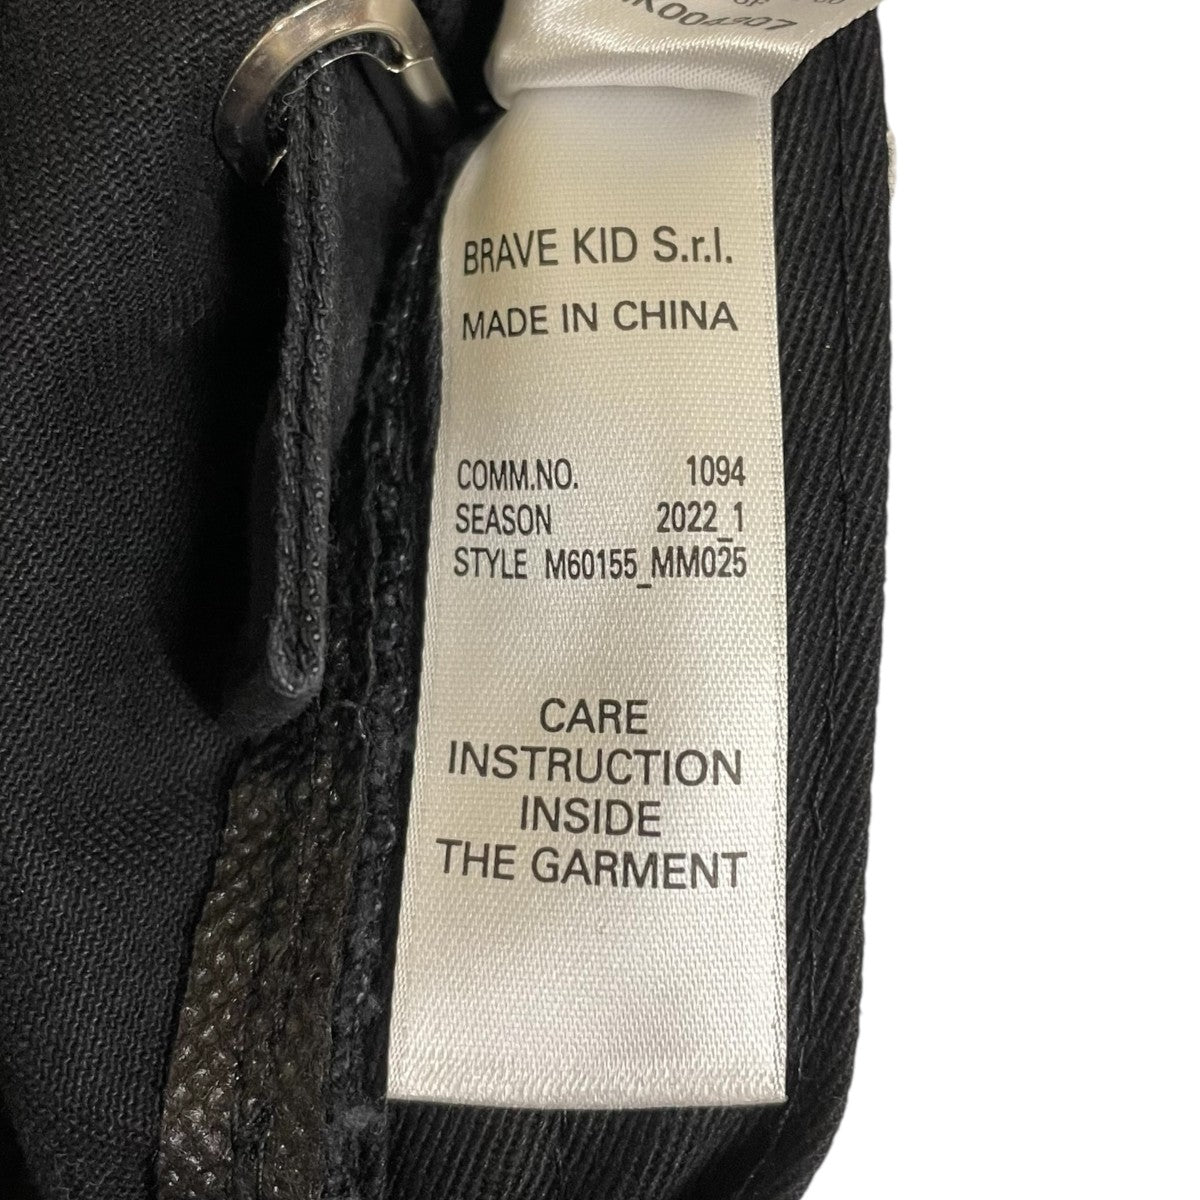 BRAVE KID S.r.l.
MADE IN CHINA
COMM.NO. 1094
SEASON 2022_1
STYLE M60155_MM025
CARE
INSTRUCTION
INSIDE
THE GARMENT